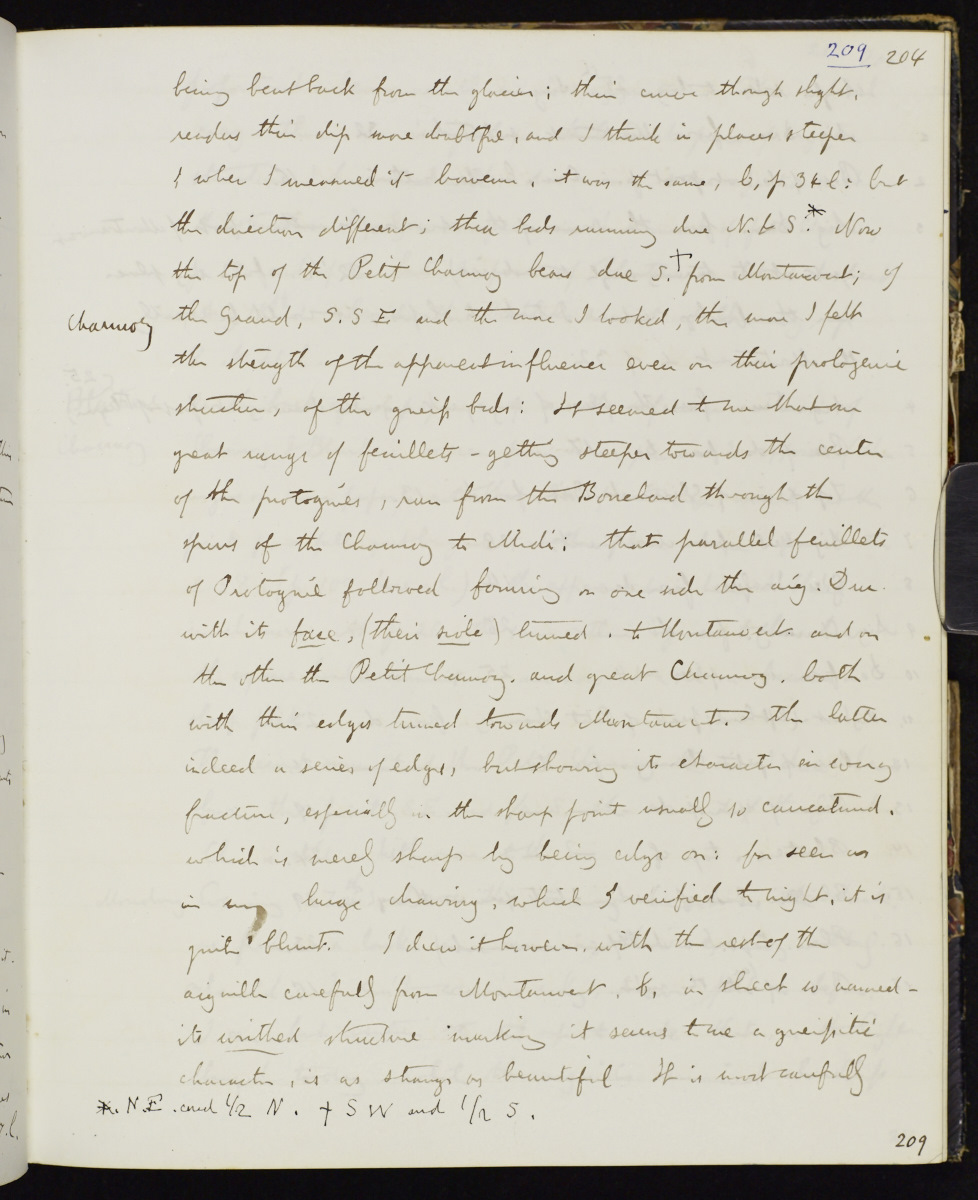 209 204
being beat back from the glacier; their curve though slight,
renders their dip more doubtful, and I think in places steeper
& when I measured it however, it was the same, b, p 34 l: but
the direction different; these beds running due N. & S.* Now
the top of the Petit Charmoz bears due S.† from Montanvert; of
Charmoz
the Grand, S. S E and the more I looked, the more I felt
the strength of the apparent influence even on their protogenic
structure, of the gneiss beds: It seemed to me that one
great range of feuillets - getting steeper towards the center
of the protogines, ran from the through the
spurs of the Charmoz to Midi: that parallel feuillets
of Protogine followed forming on one side the aig. Dru.
with its face, (their side) turned. to Montanvert. and on
the other the Petit Charmoz. and great Charmoz. both
with their edges turned towards Montanvert. the latter
indeed a series of edges, but showing its character in every
fracture, especially in the sharp point usually so caricatured.
which is merely sharp by being edge on: for seen as
in my large drawing, which I verified to night, it is
quite blunt. I drew it however. with the rest of the
aiguille carefully from Montanvert, b, in sheet so named -
its writhed structure marking it seems to me a gneissitic
character, is as strange as beautiful It is most carefully
*. N.E. and 1/2 N. † S W and 1/2 S.
209